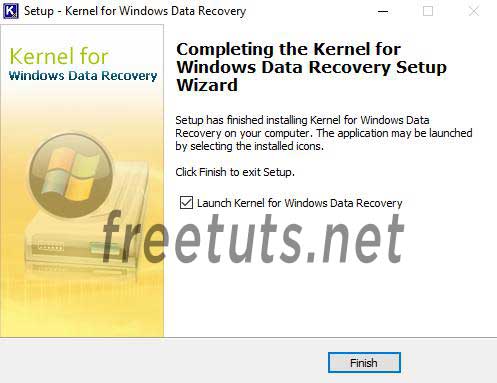 Setup - Kernel for Windows Data Recovery
Kernel for
Windows Data Recovery
Completing the Kernel for
Windows Data Recovery Setup
Wizard
Setup has finished installing Kernel for Windows Data
Recovery on your computer. The application may be launched
by selecting the installed icons.
Click Finish to exit Setup.
Launch Kernel for Windows Data Recovery
freetuts.net
Finish